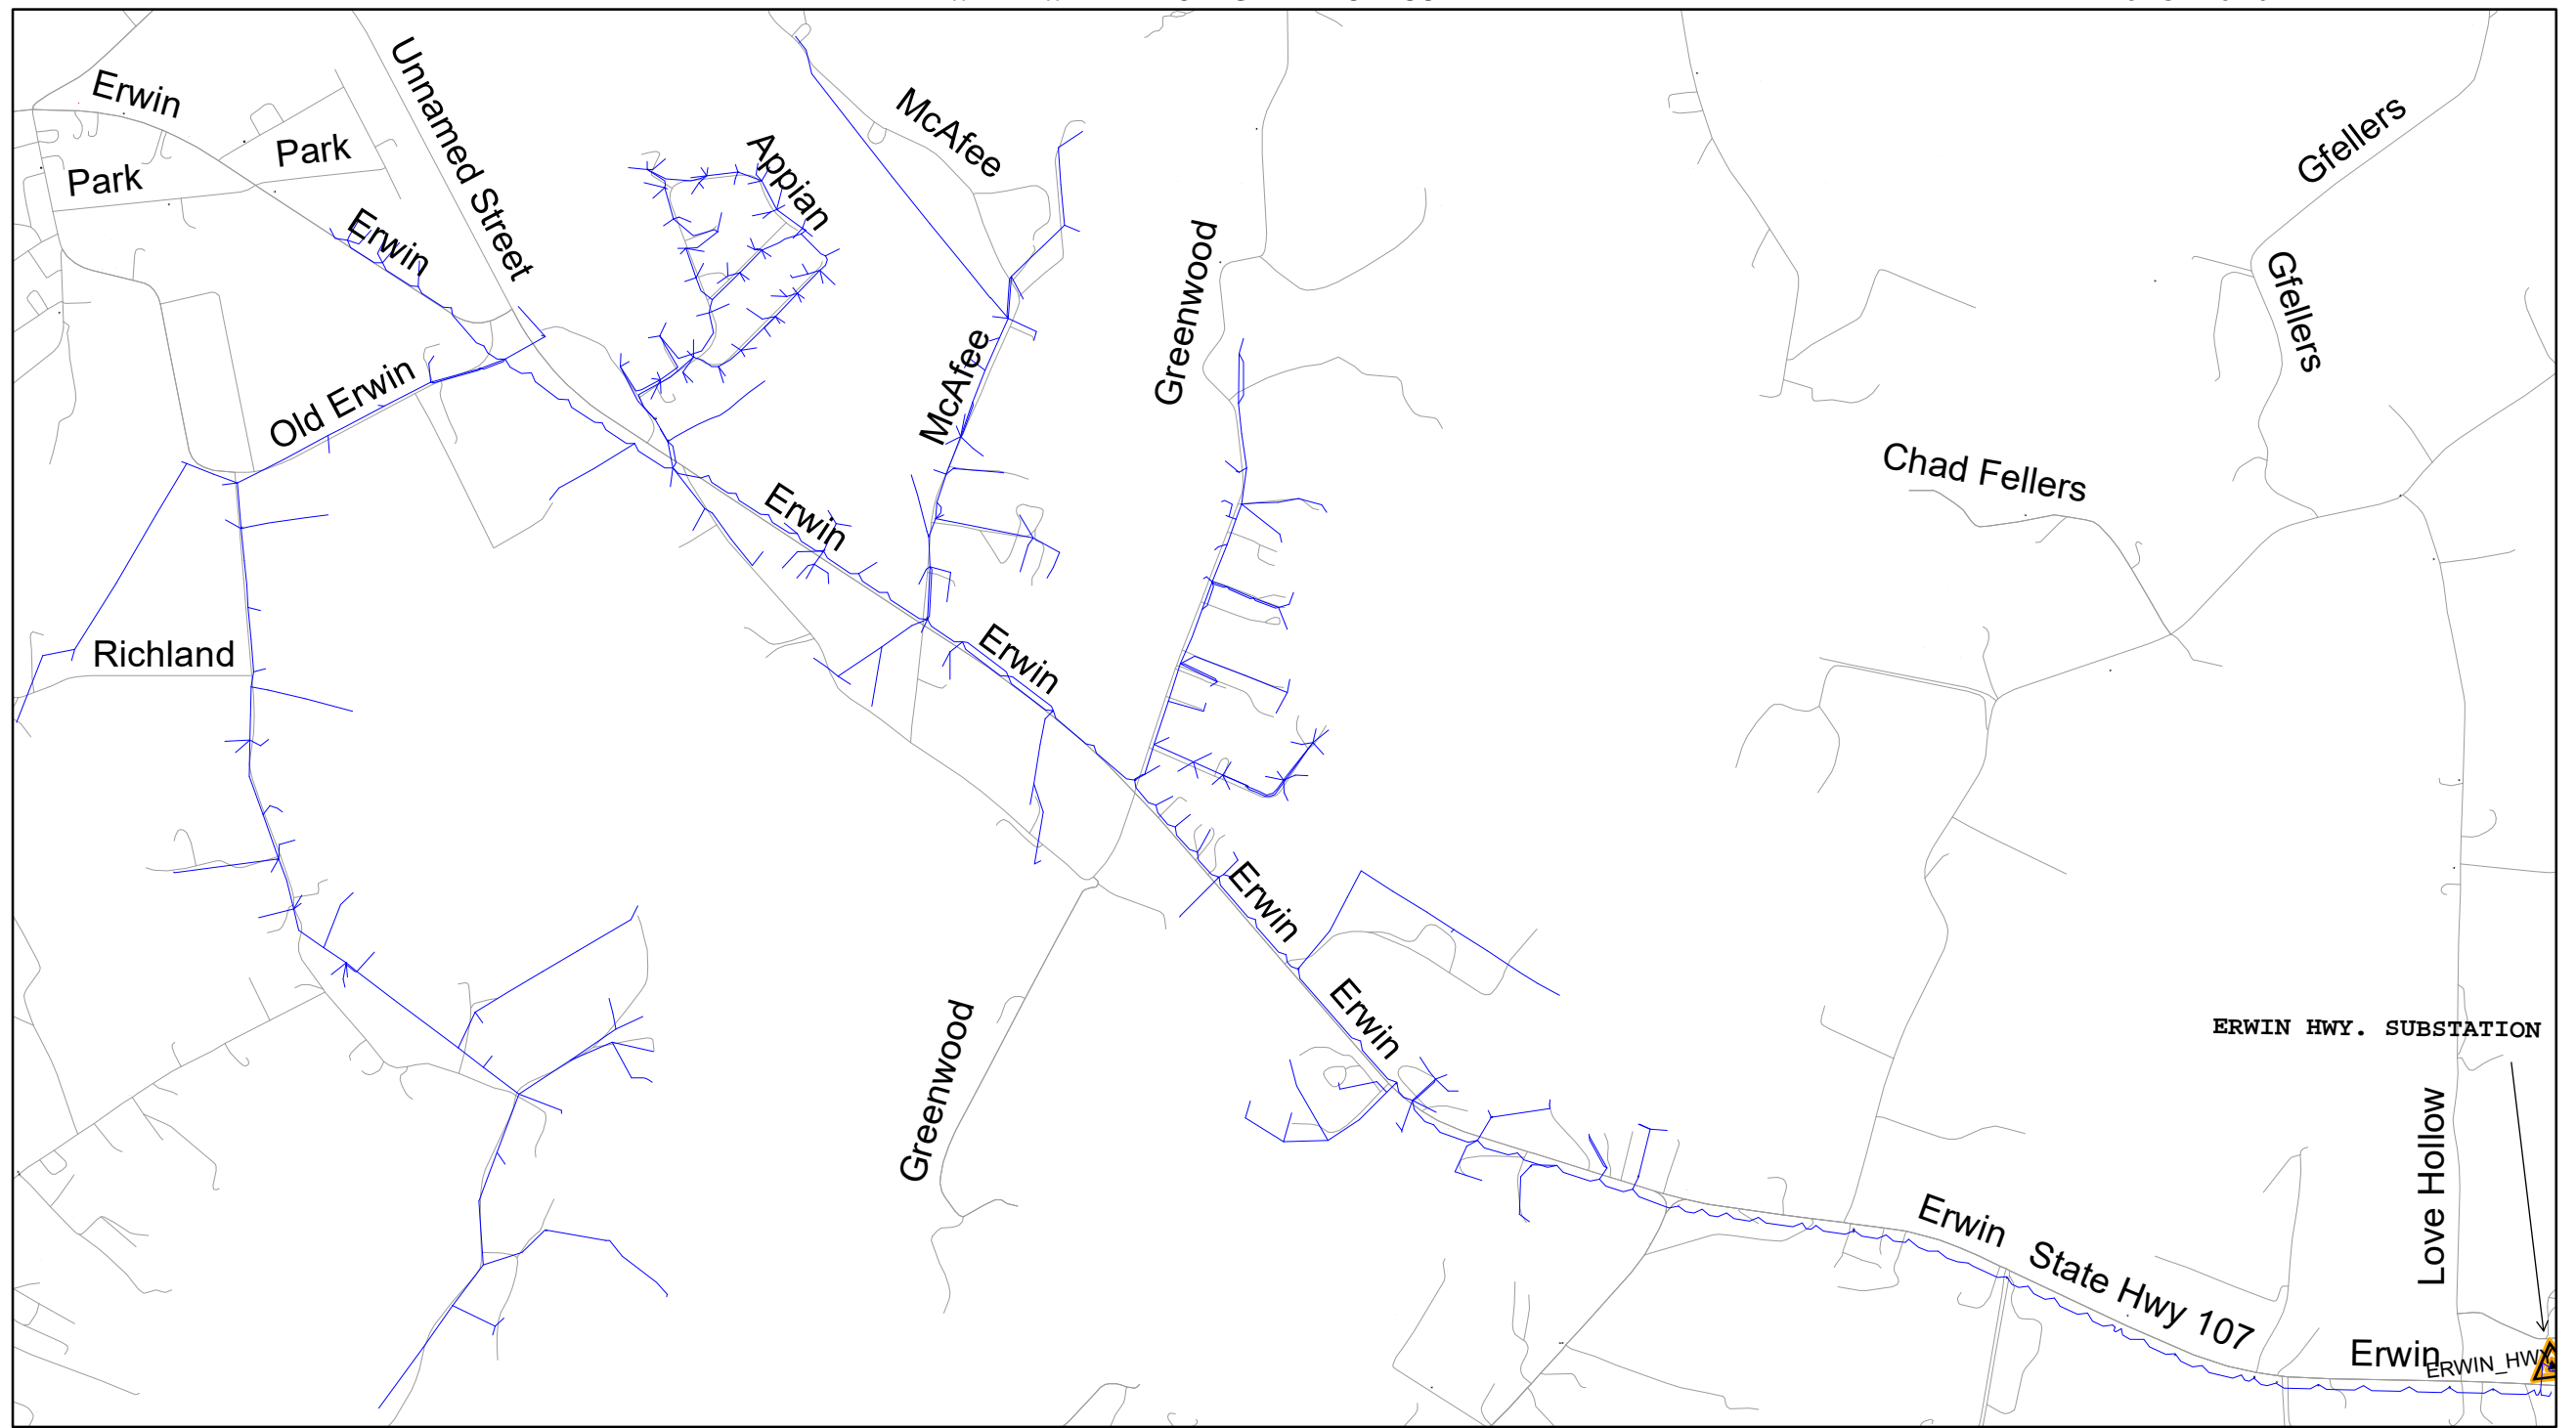 Erwin
Unnamed Street
McAfee
Gfellers
Park
Park
Appian
Erwin
Greenwood
Gfellers
Old Erwin
McAfee
Chad Fellers
Erwin
Richland
Erwin
Erwin
Erwin
Greenwood
ERWIN HWY. SUBSTATION
Love Hollow
Erwin
State Hwy 107
Erwin